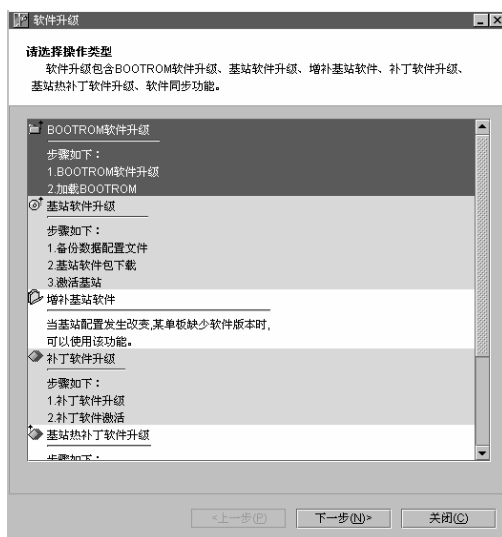 软件升级
请选择操作类型
软件升级包含BOOTROM软件升级、基站软件升级、增补基站软件、补丁软件升级、
基站热补丁软件升级、软件同步功能。
BOOTROM软件升级
步骤如下：
1.BOOTROM软件升级
2.加载BOOTROM
基站软件升级
步骤如下：
1.备份数据配置文件
2.基站软件包下载
3.激活基站
增补基站软件
当基站配置发生改变,某单板缺少软件版本时,
可以使用该功能。
补丁软件升级
步骤如下：
1.补丁软件升级
2.补丁软件激活
基站热补丁软件升级
步骤如下：
<上一步(P) 下一步(N)> 关闭(C)